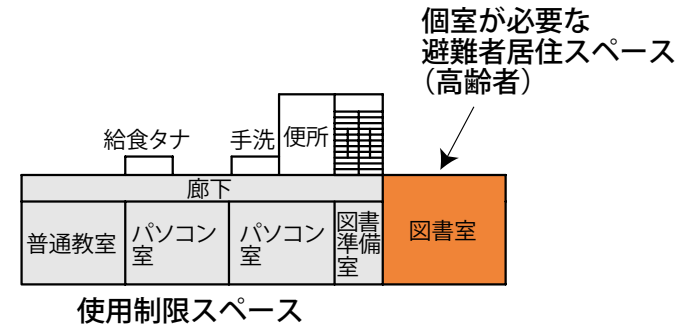 個室が必要な
避難者居住スペース
（高齢者）
給食タナ
手洗
便所
廊下
普通教室
パソコン
室
パソコン
室
図書
準備
室
図書室
使用制限スペース